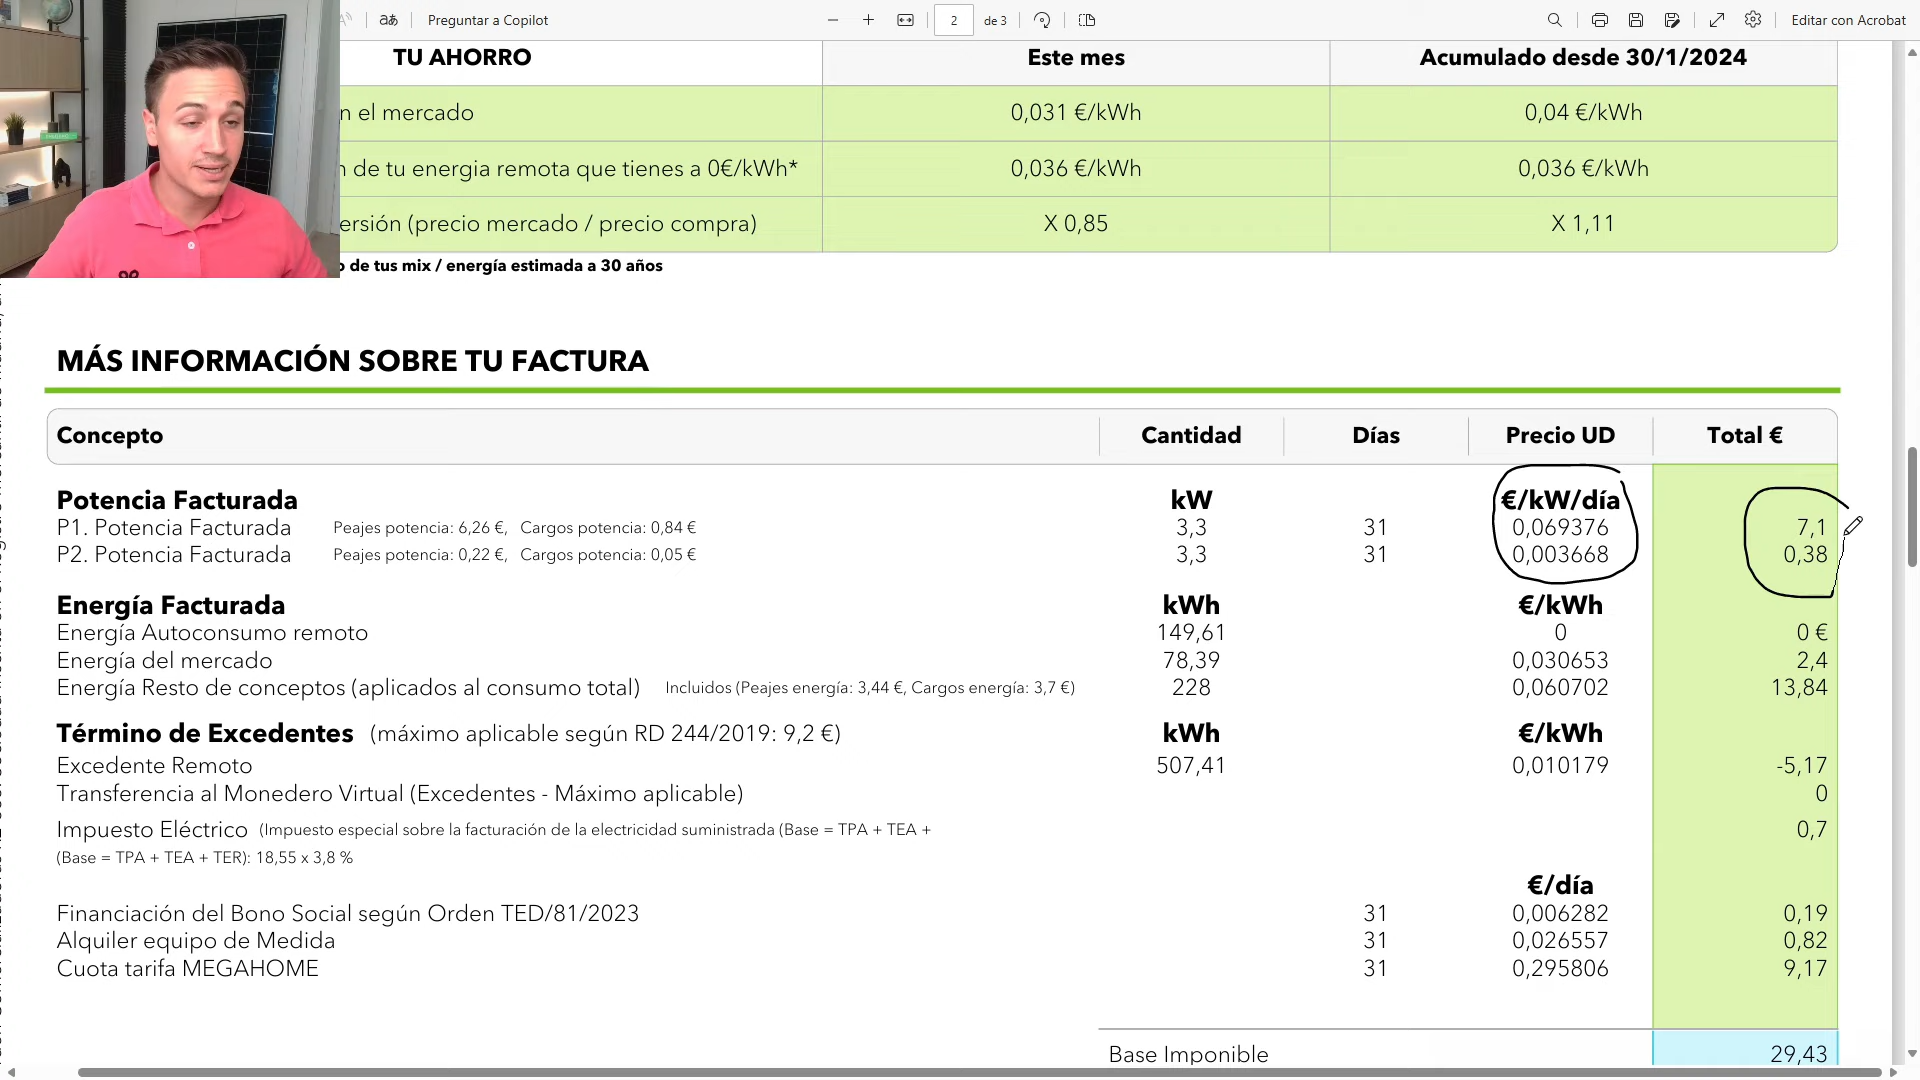 Preguntar a Copilot 2 de 3 Editar con Acrobat
TU AHORRO Este mes Acumulado desde 30/1/2024
n el mercado 0,031 €/kWh 0,04 €/kWh
de tu energia remota que tienes a 0€/kWh* 0,036 €/kWh 0,036 €/kWh
ersión (precio mercado / precio compra) X 0,85 X 1,11
de tus mix / energía estimada a 30 años
MÁS INFORMACIÓN SOBRE TU FACTURA
Concepto Cantidad Días Precio UD Total €
Potencia Facturada kW €/kW/día
P1. Potencia Facturada Peajes potencia: 6,26 €, Cargos potencia: 0,84 € 3,3 31 0,069376 7,1
P2. Potencia Facturada Peajes potencia: 0,22 €, Cargos potencia: 0,05 € 3,3 31 0,003668 0,38
Energía Facturada kWh €/kWh
Energía Autoconsumo remoto 149,61 0 0 €
Energía del mercado 78,39 0,030653 2,4
Energía Resto de conceptos (aplicados al consumo total) Incluidos (Peajes energía: 3,44 €, Cargos energía: 3,7 €) 228 0,060702 13,84
Término de Excedentes (máximo aplicable según RD 244/2019: 9,2 €) kWh €/kWh
Excedente Remoto 507,41 0,010179 -5,17
Transferencia al Monedero Virtual (Excedentes - Máximo aplicable) 0
Impuesto Eléctrico (Impuesto especial sobre la facturación de la electricidad suministrada (Base = TPA + TEA + 0,7
(Base = TPA + TEA + TER): 18,55 x 3,8 %
€/día
Financiación del Bono Social según Orden TED/81/2023 31 0,006282 0,19
Alquiler equipo de Medida 31 0,026557 0,82
Cuota tarifa MEGAHOME 31 0,295806 9,17
Base Imponible 29,43